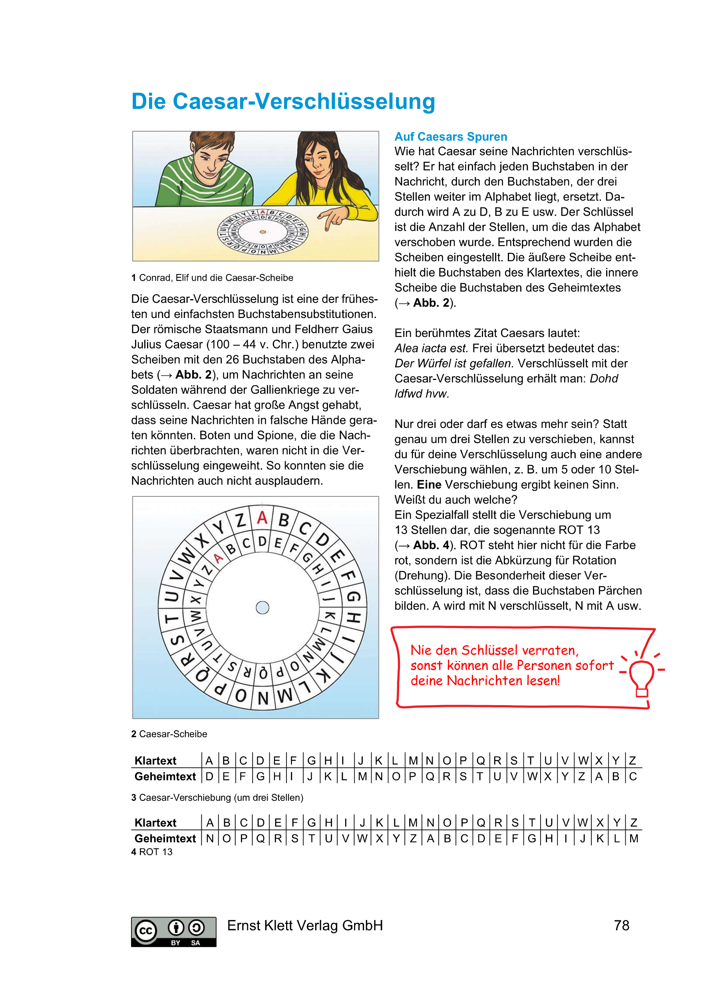 Die Caesar-Verschlüsselung
1 Conrad, Elif und die Caesar-Scheibe
Die Caesar-Verschlüsselung ist eine der frühes-
ten und einfachsten Buchstabensubstitutionen.
Der römische Staatsmann und Feldherr Gaius
Julius Caesar (100 – 44 v. Chr.) benutzte zwei
Scheiben mit den 26 Buchstaben des Alpha-
bets (→ Abb. 2), um Nachrichten an seine
Soldaten während der Gallienkriege zu ver-
schlüsseln. Caesar hat große Angst gehabt,
dass seine Nachrichten in falsche Hände gera-
ten könnten. Boten und Spione, die die Nach-
richten überbrachten, waren nicht in die Ver-
schlüsselung eingeweiht. So konnten sie die
Nachrichten auch nicht ausplaudern.
A B C D E F G H I J K L M N O P Q R S T U V W X Y Z
D E F G H I J K L M N O P Q R S T U V W X Y Z A B C
2 Caesar-Scheibe
Auf Caesars Spuren
Wie hat Caesar seine Nachrichten verschlüs-
selt? Er hat einfach jeden Buchstaben in der
Nachricht, durch den Buchstaben, der drei
Stellen weiter im Alphabet liegt, ersetzt. Da-
durch wird A zu D, B zu E usw. Der Schlüssel
ist die Anzahl der Stellen, um die das Alphabet
verschoben wurde. Entsprechend wurden die
Scheiben eingestellt. Die äußere Scheibe ent-
hielt die Buchstaben des Klartextes, die innere
Scheibe die Buchstaben des Geheimtextes
(→ Abb. 2).
Ein berühmtes Zitat Caesars lautet:
Alea iacta est. Frei übersetzt bedeutet das:
Der Würfel ist gefallen. Verschlüsselt mit der
Caesar-Verschlüsselung erhält man: Dohd
ldfwd hvw.
Nur drei oder darf es etwas mehr sein? Statt
genau um drei Stellen zu verschieben, kannst
du für deine Verschlüsselung auch eine andere
Verschiebung wählen, z. B. um 5 oder 10 Stel-
len. Eine Verschiebung ergibt keinen Sinn.
Weißt du auch welche?
Ein Spezialfall stellt die Verschiebung um
13 Stellen dar, die sogenannte ROT 13
(→ Abb. 4). ROT steht hier nicht für die Farbe
rot, sondern ist die Abkürzung für Rotation
(Drehung). Die Besonderheit dieser Ver-
schlüsselung ist, dass die Buchstaben Pärchen
bilden. A wird mit N verschlüsselt, N mit A usw.
Nie den Schlüssel verraten,
sonst können alle Personen sofort
deine Nachrichten lesen!
Klartext A B C D E F G H I J K L M N O P Q R S T U V W X Y Z
Geheimtext D E F G H I J K L M N O P Q R S T U V W X Y Z A B C
3 Caesar-Verschiebung (um drei Stellen)
Klartext A B C D E F G H I J K L M N O P Q R S T U V W X Y Z
Geheimtext N O P Q R S T U V W X Y Z A B C D E F G H I J K L M
4 ROT 13
cc BY SA
Ernst Klett Verlag GmbH
78